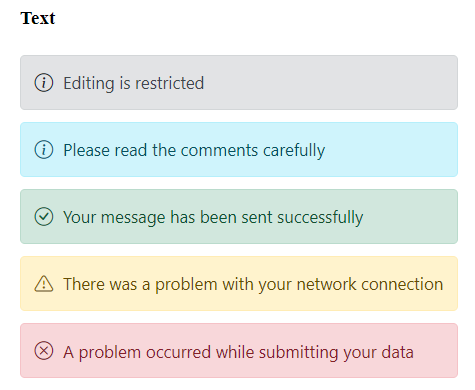 Text
Editing is restricted
Please read the comments carefully
Your message has been sent successfully
There was a problem with your network connection
A problem occurred while submitting your data